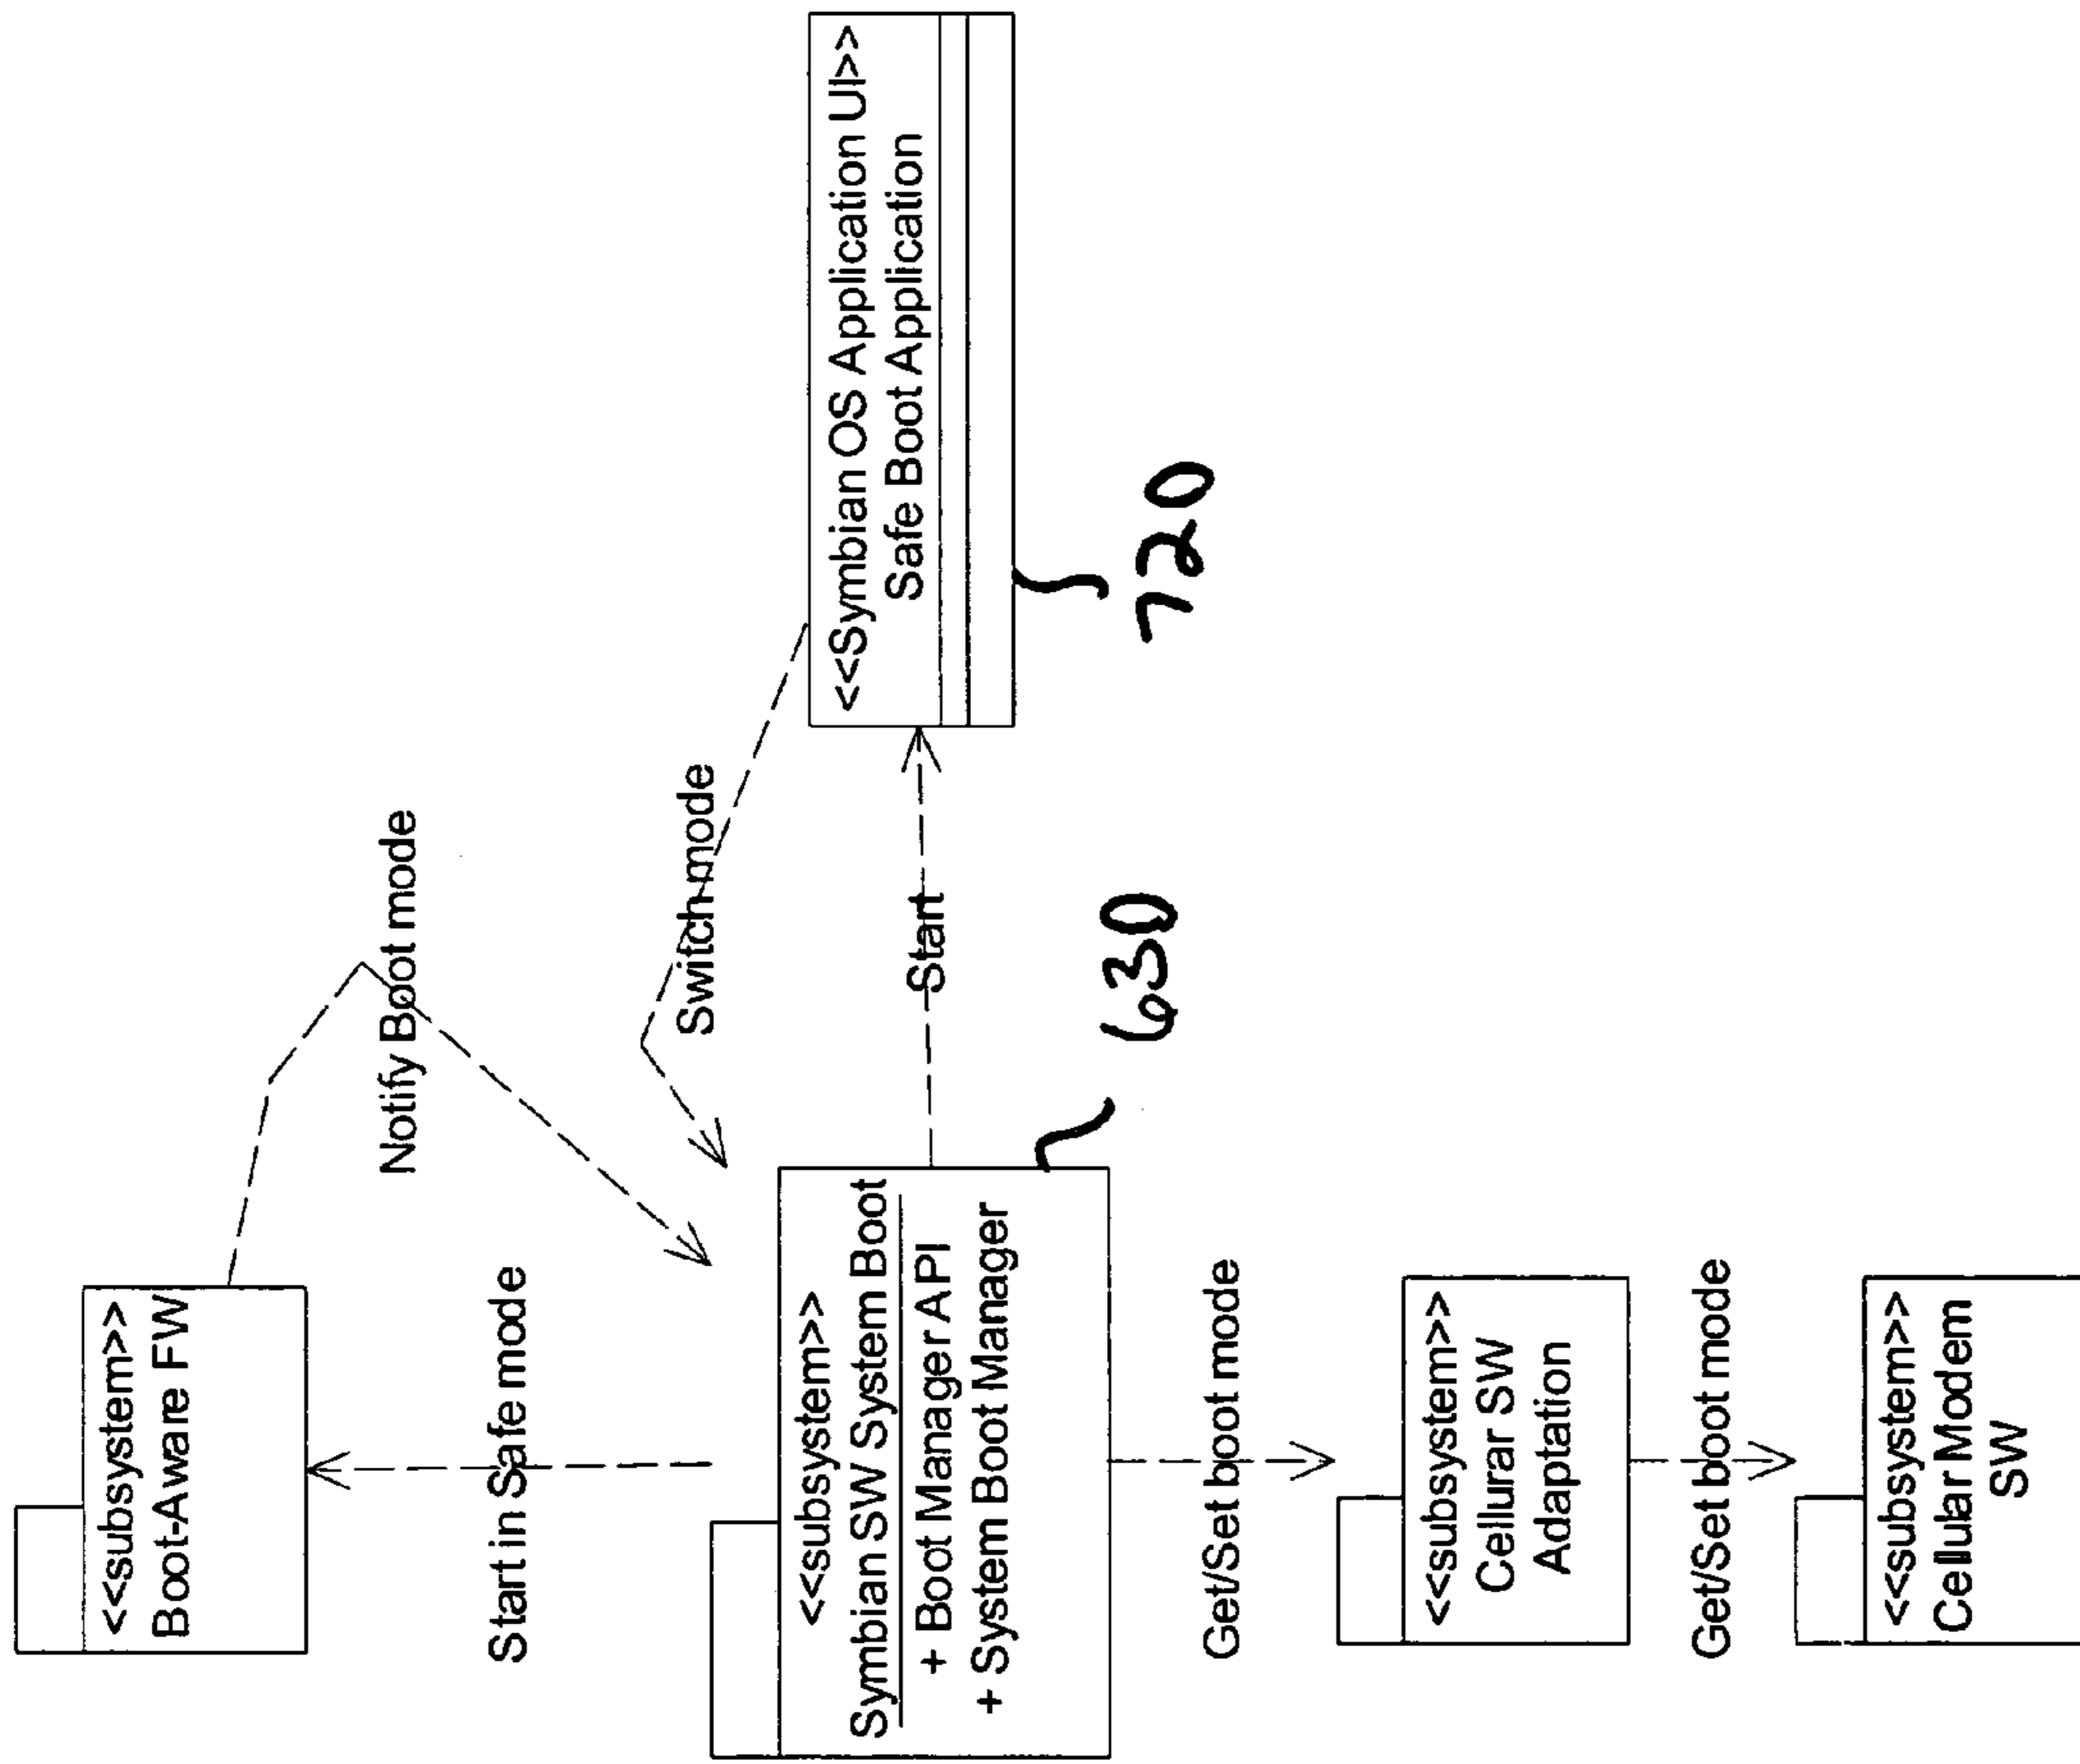 <<subsystem>>
Boot-Aware FW
Notify Boot mode
Start in Safe mode
Switch mode
<<subsystem>>
Symbian SW System Boot
+ Boot Manager API
+ System Boot Manager
630
Start
<<Symbian OS Application UI>>
Safe Boot Application
720
Get/Set boot mode
<<subsystem>>
Cellurar SW
Adaptation
Get/Set boot mode
<<subsystem>>
Cellular Modem
SW